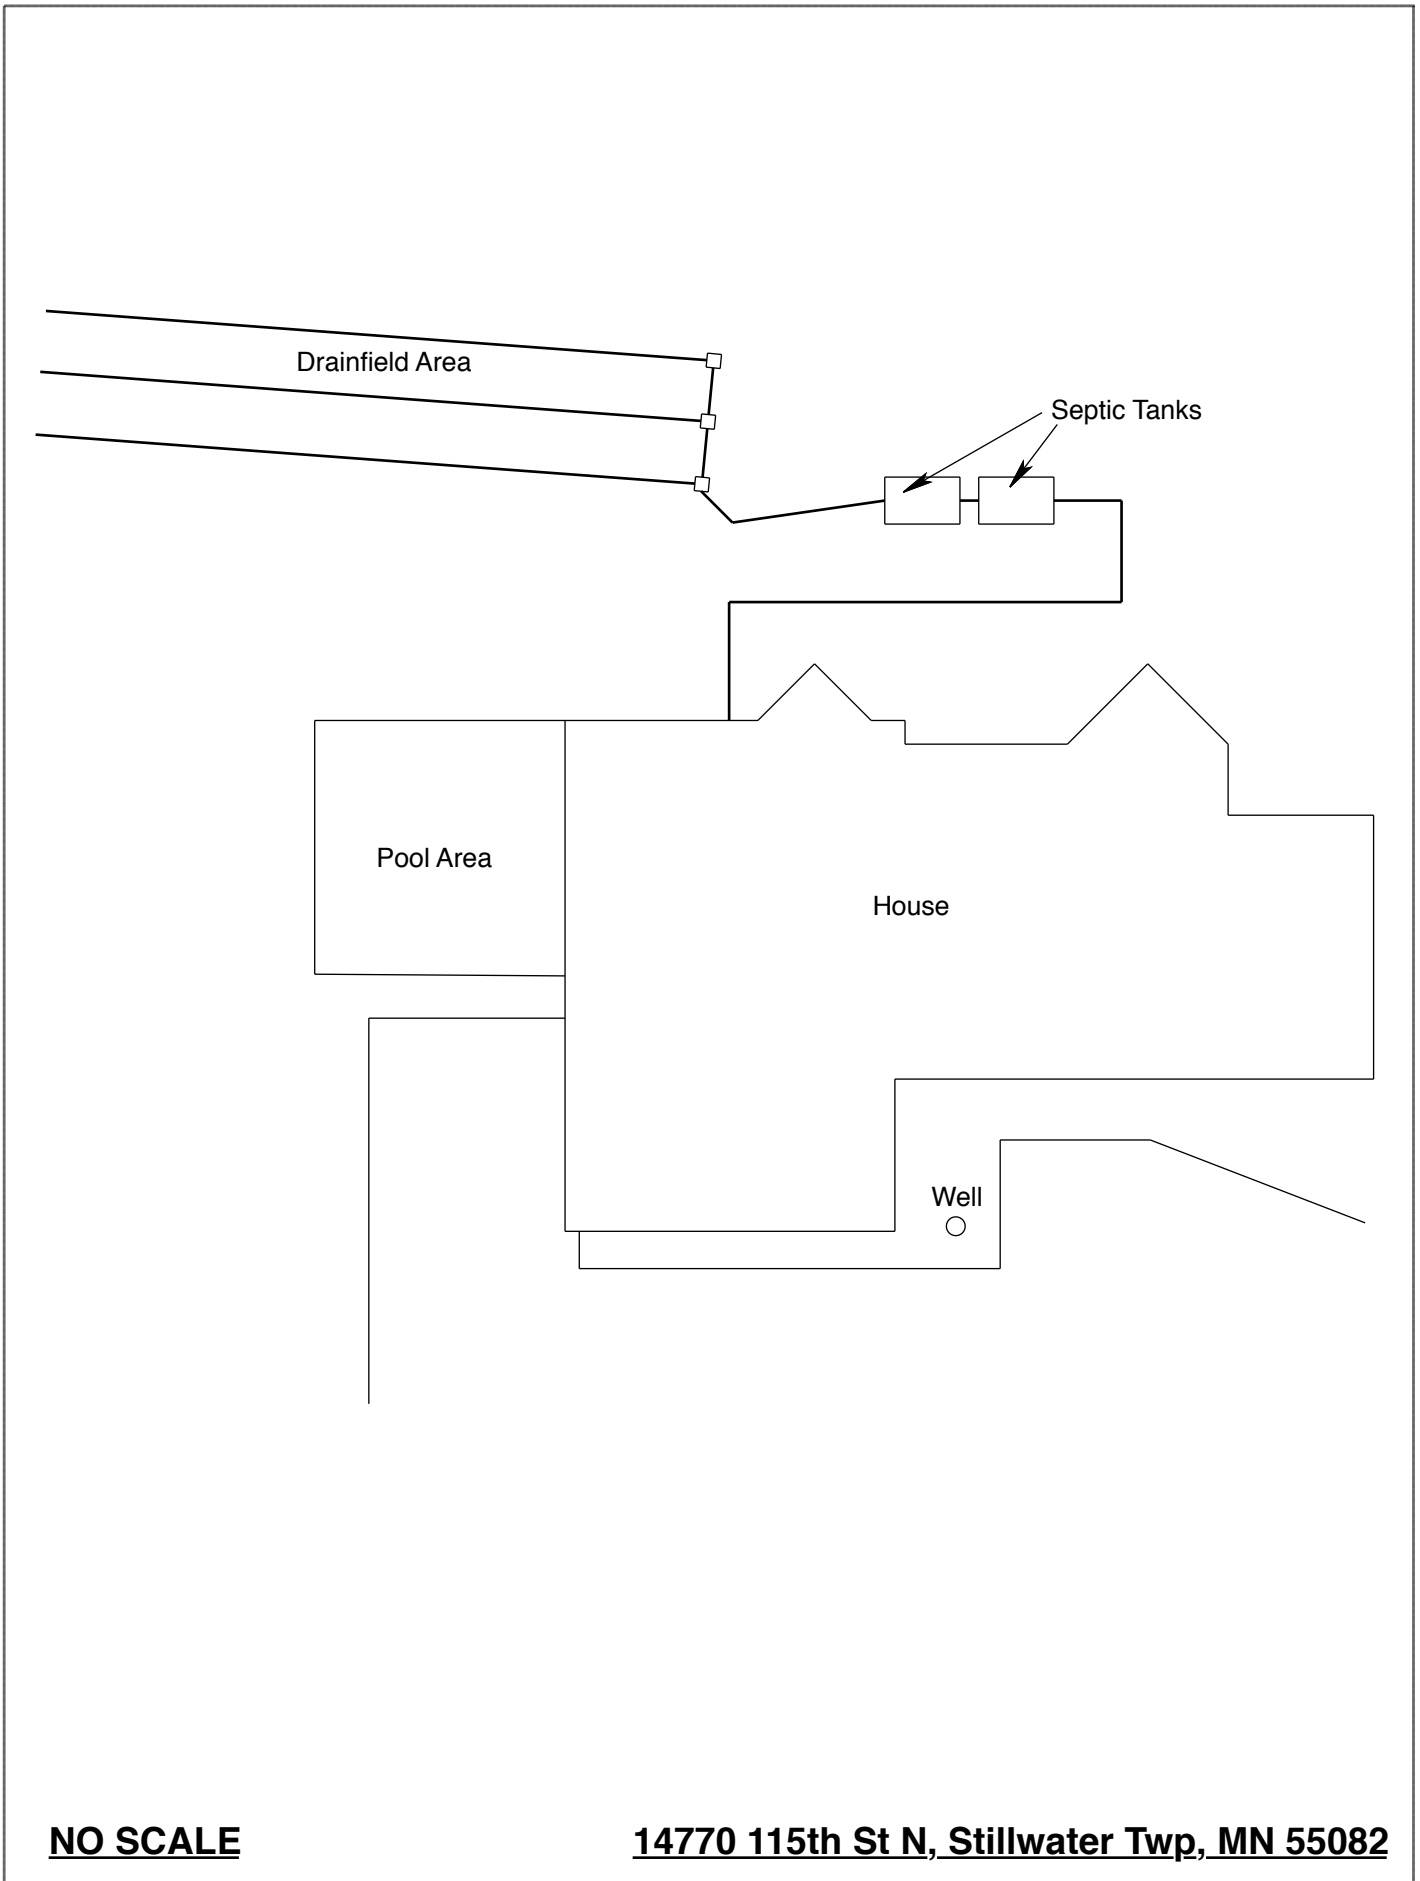 Drainfield Area
Septic Tanks
Pool Area
House
Well
NO SCALE
14770 115th St N, Stillwater Twp, MN 55082